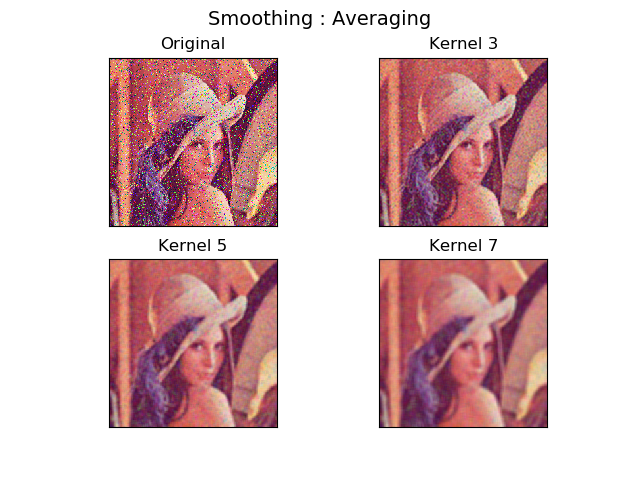 Smoothing : Averaging
Original
Kernel 3
Kernel 5
Kernel 7